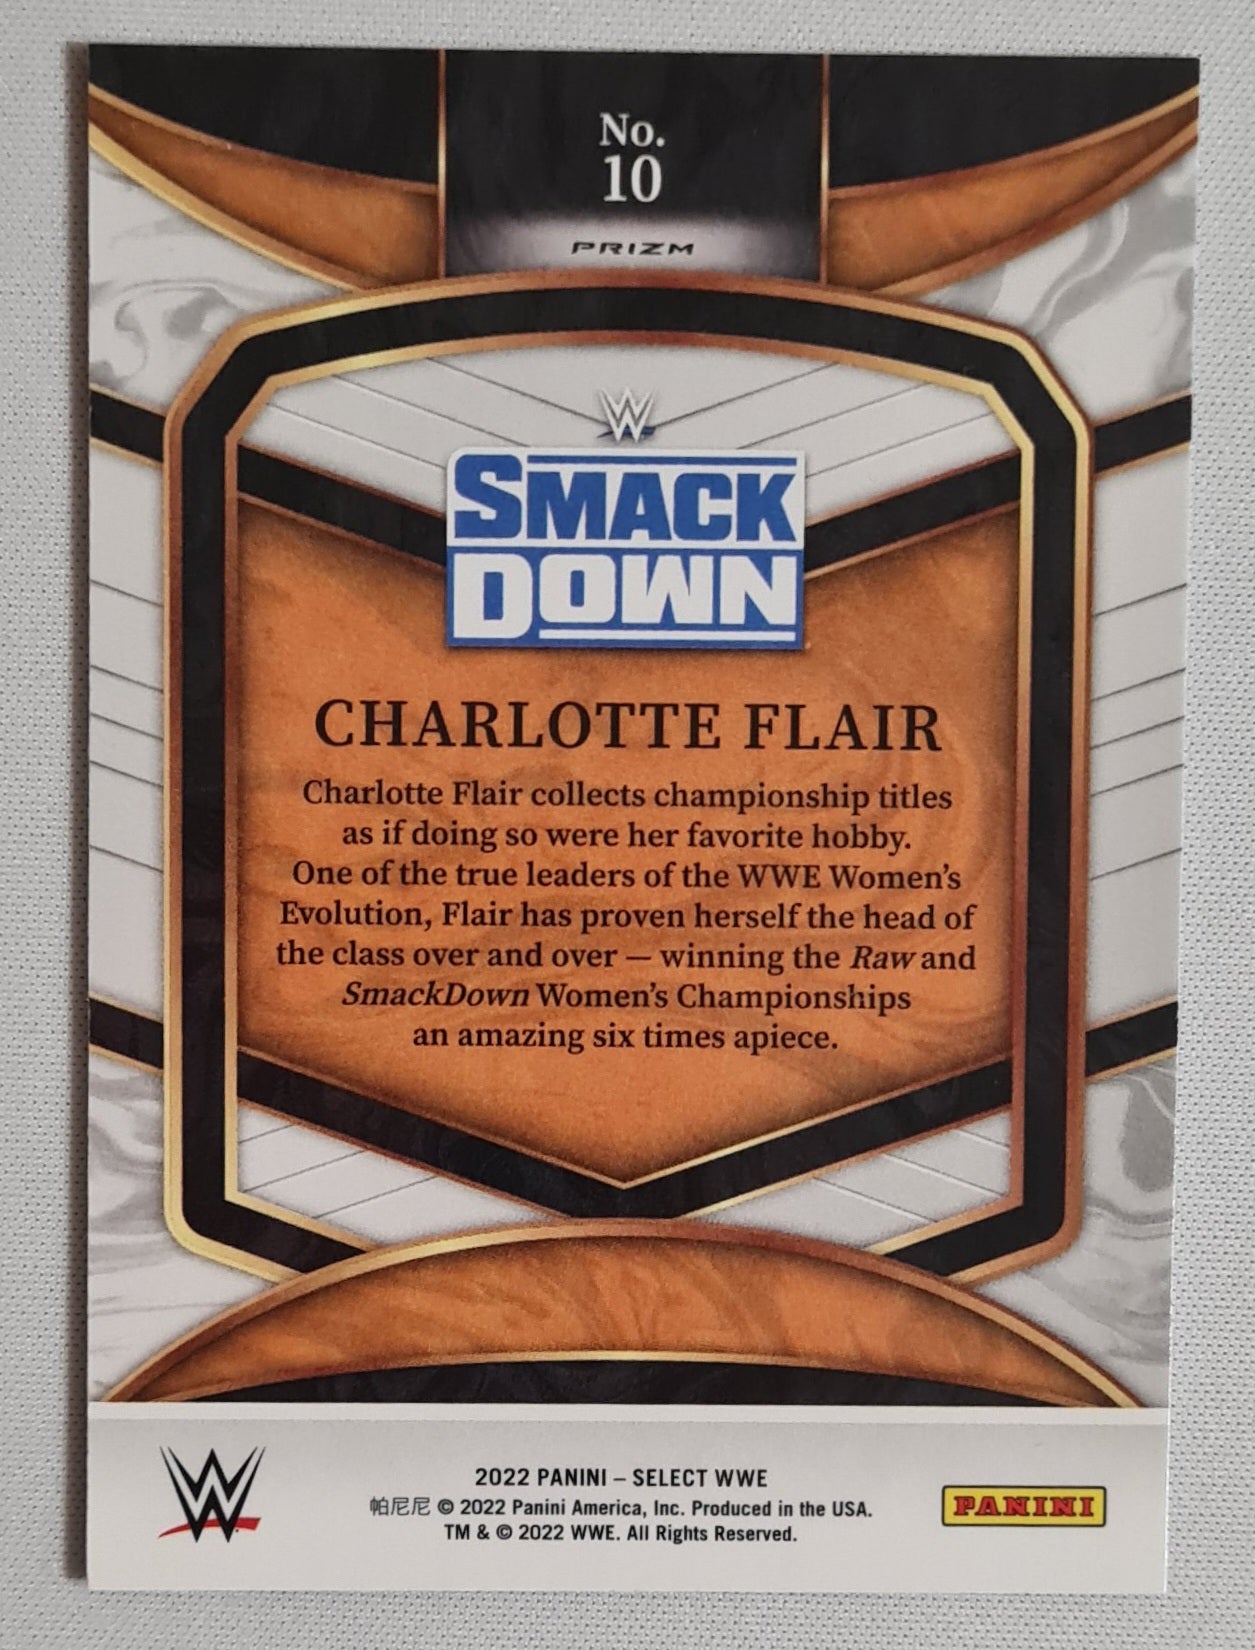 No.
10
PRIZM
W
SMACK
DOWN
CHARLOTTE FLAIR
Charlotte Flair collects championship titles
as if doing so were her favorite hobby.
One of the true leaders of the WWE Women's
Evolution, Flair has proven herself the head of
the class over and over — winning the Raw and
SmackDown Women's Championships
an amazing six times apiece.
W
2022 PANINI – SELECT WWE
帕尼尼 © 2022 Panini America, Inc. Produced in the USA.
TM & © 2022 WWE. All Rights Reserved.
PANINI